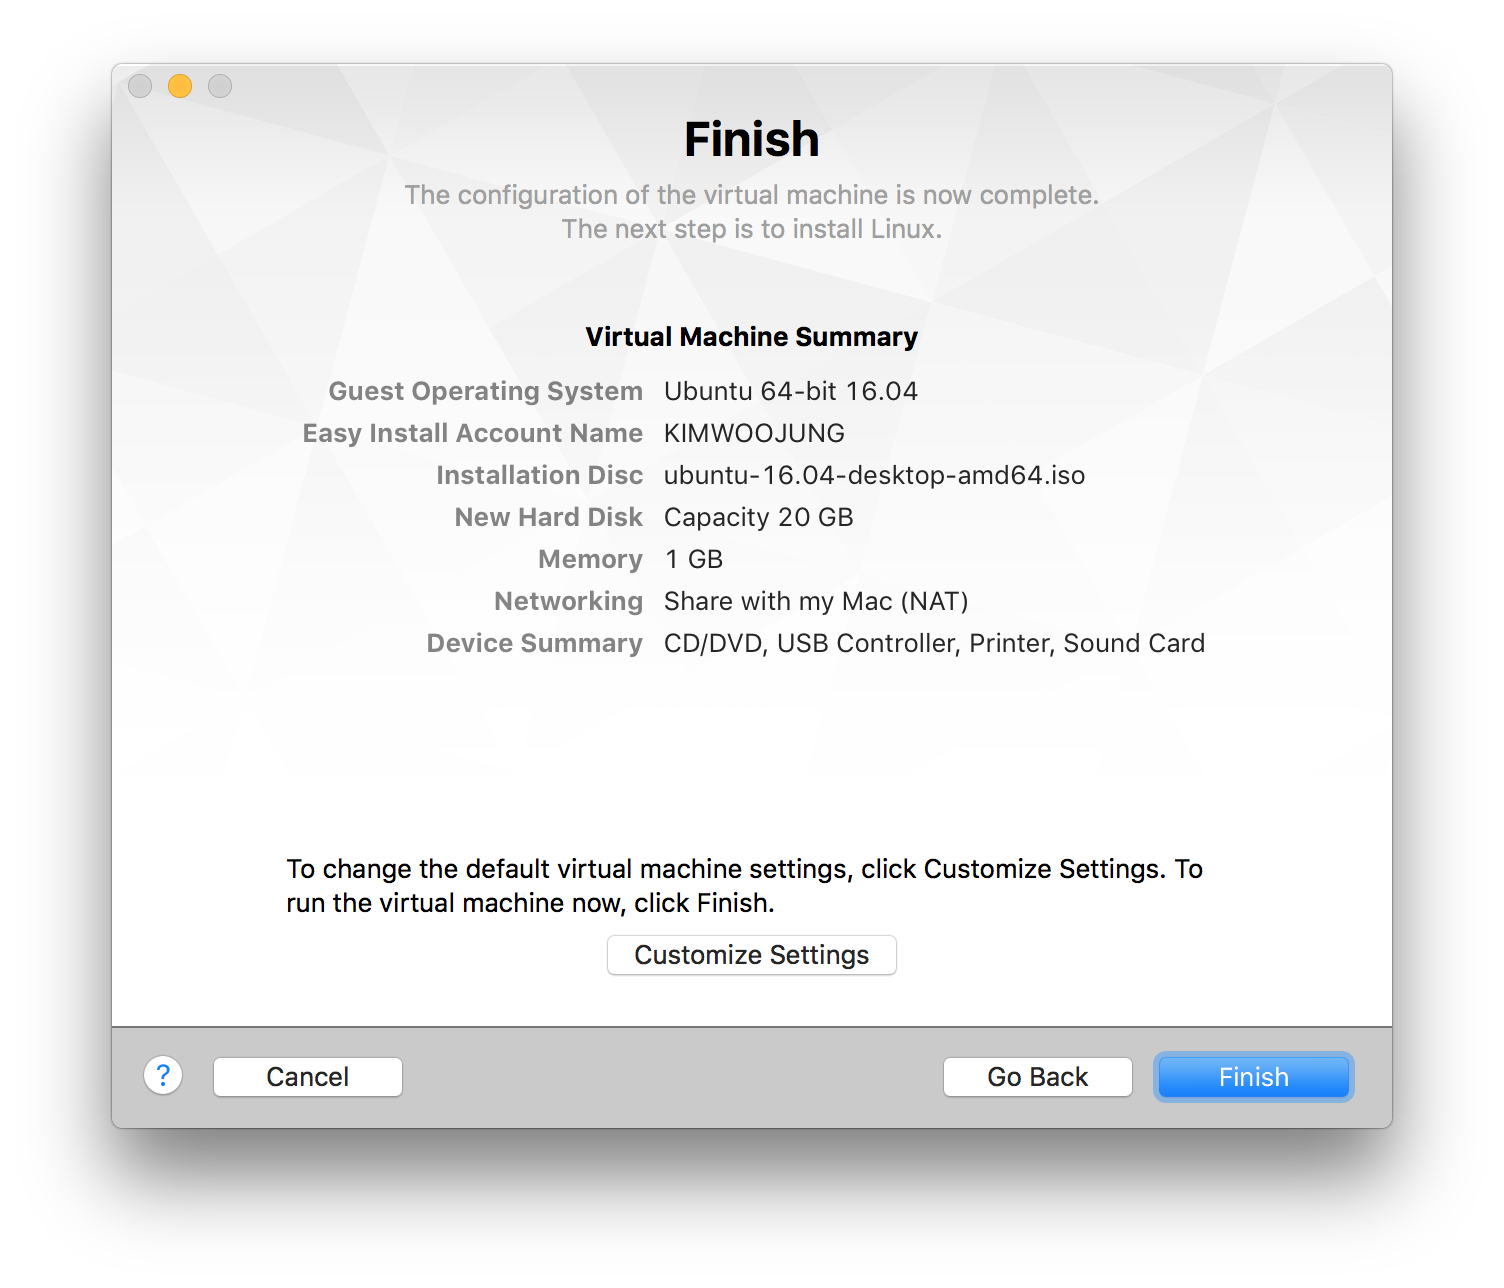 Finish
The configuration of the virtual machine is now complete.
The next step is to install Linux.
Virtual Machine Summary
Guest Operating System Ubuntu 64-bit 16.04
Easy Install Account Name KIMWOOJUNG
Installation Disc ubuntu-16.04-desktop-amd64.iso
New Hard Disk Capacity 20 GB
Memory 1 GB
Networking Share with my Mac (NAT)
Device Summary CD/DVD, USB Controller, Printer, Sound Card
To change the default virtual machine settings, click Customize Settings. To
run the virtual machine now, click Finish.
Customize Settings
? Cancel Go Back Finish